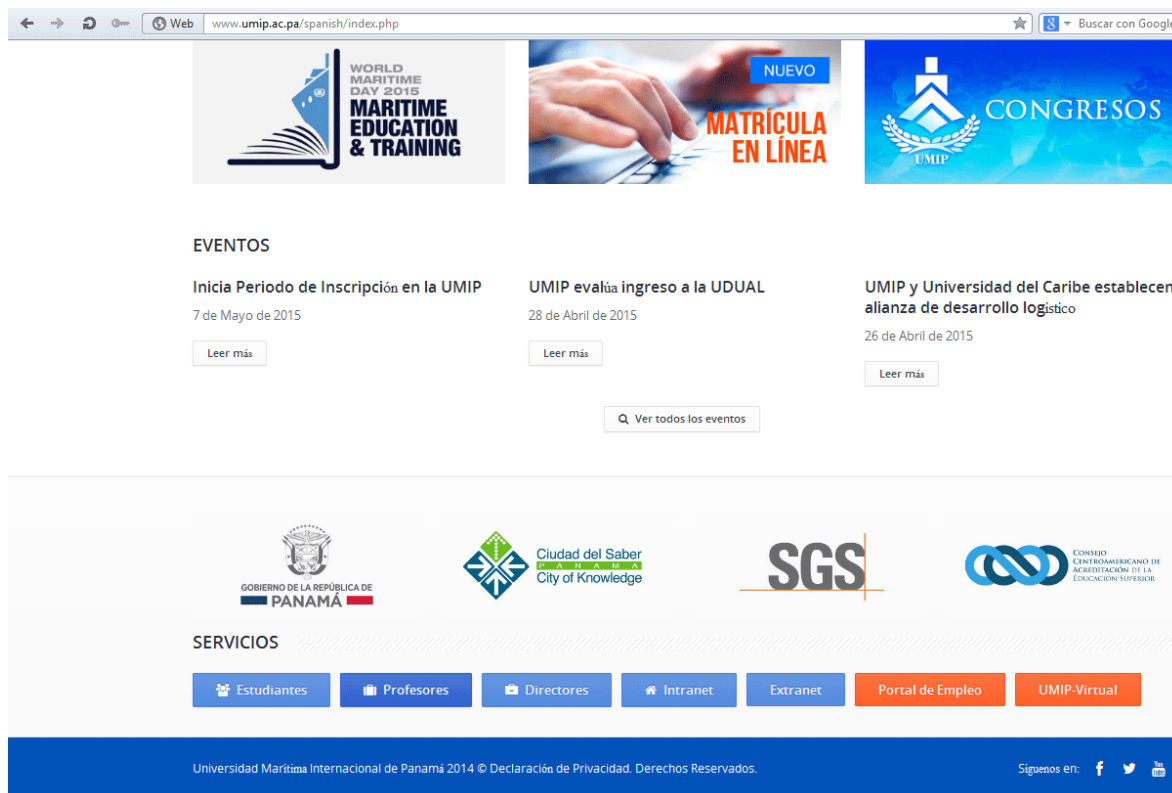 Web www.umip.ac.pa/spanish/index.php Buscar con Google
WORLD
MARITIME
DAY 2015
MARITIME
EDUCATION
& TRAINING
NUEVO
MATRÍCULA
EN LÍNEA
CONGRESOS
UMIP
EVENTOS
Inicia Periodo de Inscripción en la UMIP
7 de Mayo de 2015
Leer más
UMIP evalúa ingreso a la UDUAL
28 de Abril de 2015
Leer más
UMIP y Universidad del Caribe establecen
alianza de desarrollo logístico
26 de Abril de 2015
Leer más
Ver todos los eventos
GOBIERNO DE LA REPÚBLICA DE
PANAMÁ
Ciudad del Saber
PANAMA
City of Knowledge
SGS
CONSEJO
CENTROAMERICANO DE
ACREDITACIÓN DE LA
EDUCACIÓN SUPERIOR
SERVICIOS
Estudiantes Profesores Directores Intranet Extranet Portal de Empleo UMIP-Virtual
Universidad Marítima Internacional de Panamá 2014 © Declaración de Privacidad. Derechos Reservados. Síguenos en: f You Tube